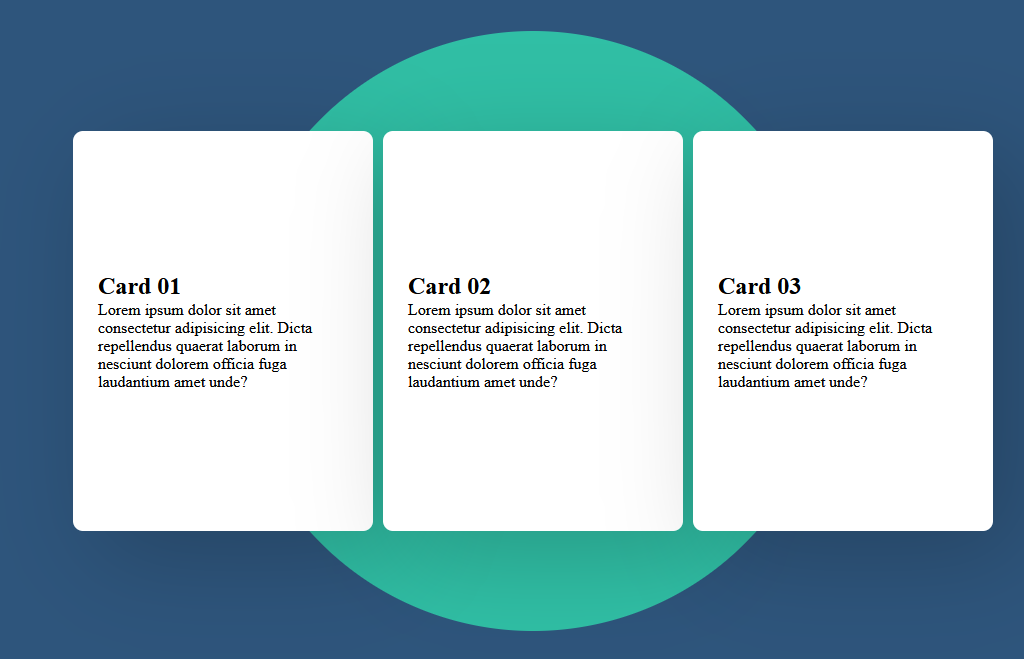 Card 01
Lorem ipsum dolor sit amet
consectetur adipisicing elit. Dicta
repellendus quaerat laborum in
nesciunt dolorem officia fuga
laudantium amet unde?
Card 02
Lorem ipsum dolor sit amet
consectetur adipisicing elit. Dicta
repellendus quaerat laborum in
nesciunt dolorem officia fuga
laudantium amet unde?
Card 03
Lorem ipsum dolor sit amet
consectetur adipisicing elit. Dicta
repellendus quaerat laborum in
nesciunt dolorem officia fuga
laudantium amet unde?